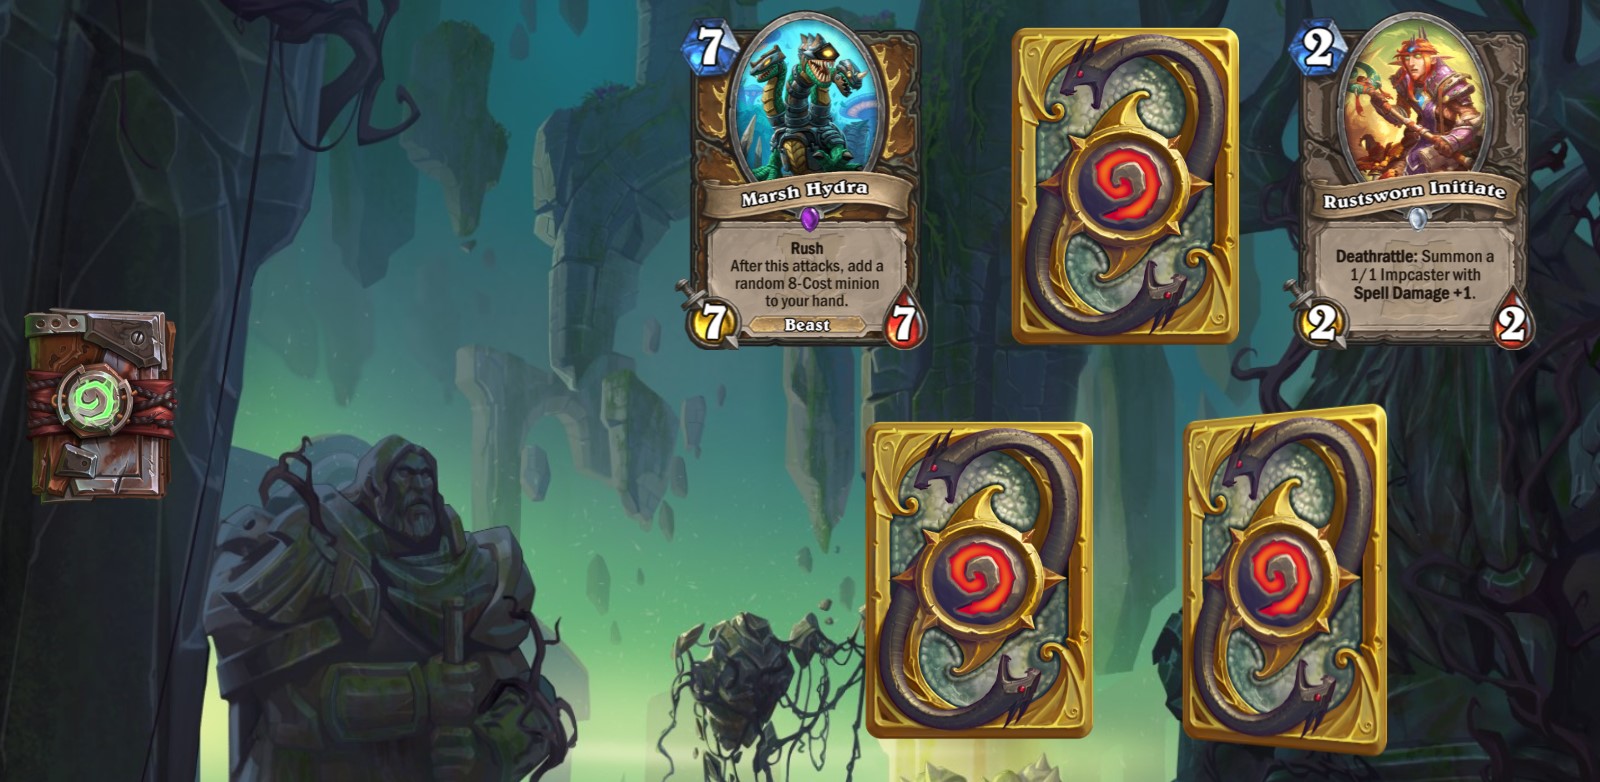 7
Marsh Hydra
Rush
After this attacks, add a
random 8-Cost minion
to your hand.
7
Beast
7
2
Rustsworn Initiate
Deathrattle: Summon a
1/1 Impcaster with
Spell Damage +1.
2
2